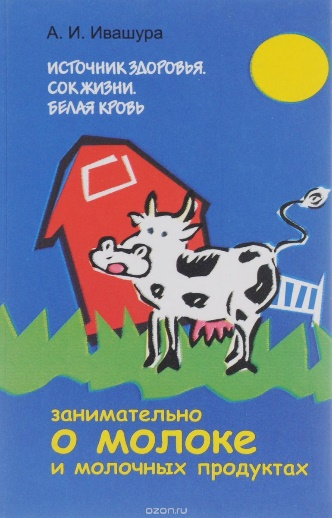 А. И. Ивашура
ИСТОЧНИК ЗДОРОВЬЯ.
СОК ЖИЗНИ.
БЕЛАЯ КРОВЬ
занимательно
О МОЛОКЕ
и молочных продуктах
ozon.ru